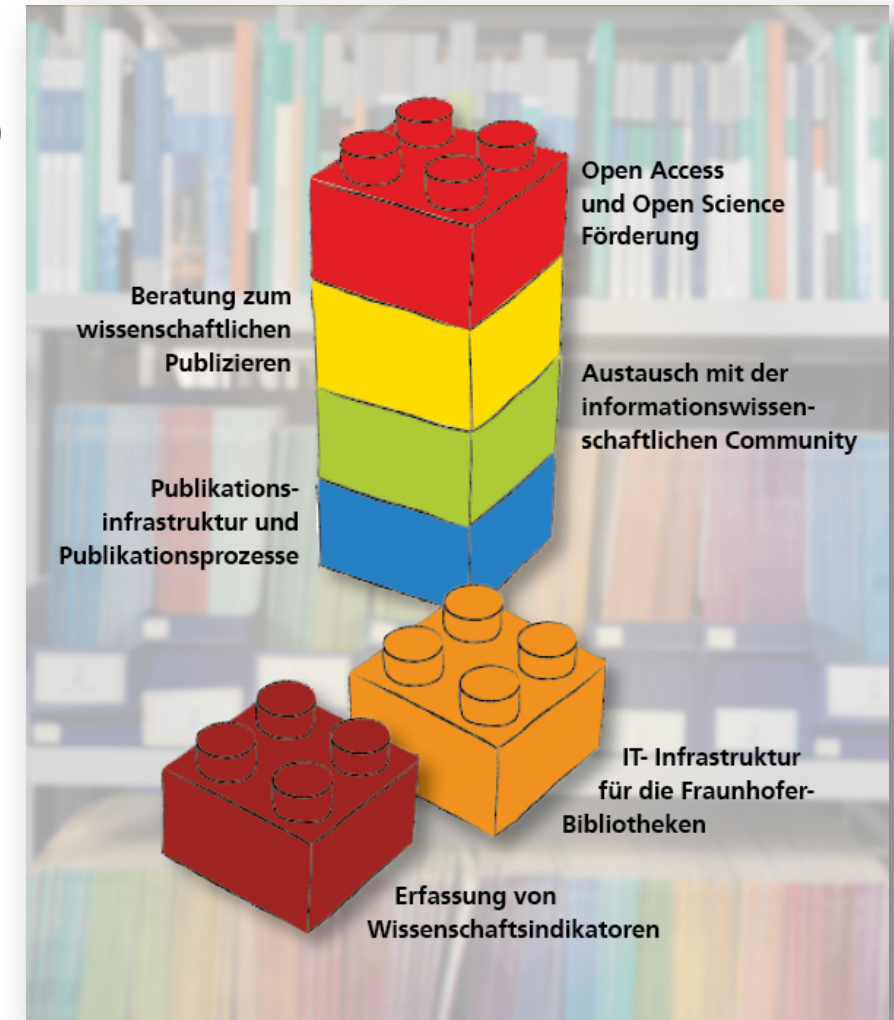 Open Access
und Open Science
Förderung
Beratung zum
wissenschaftlichen
Publizieren
Austausch mit der
informationswissen-
schaftlichen Community
Publikations-
infrastruktur und
Publikationsprozesse
IT- Infrastruktur
für die Fraunhofer-
Bibliotheken
Erfassung von
Wissenschaftsindikatoren